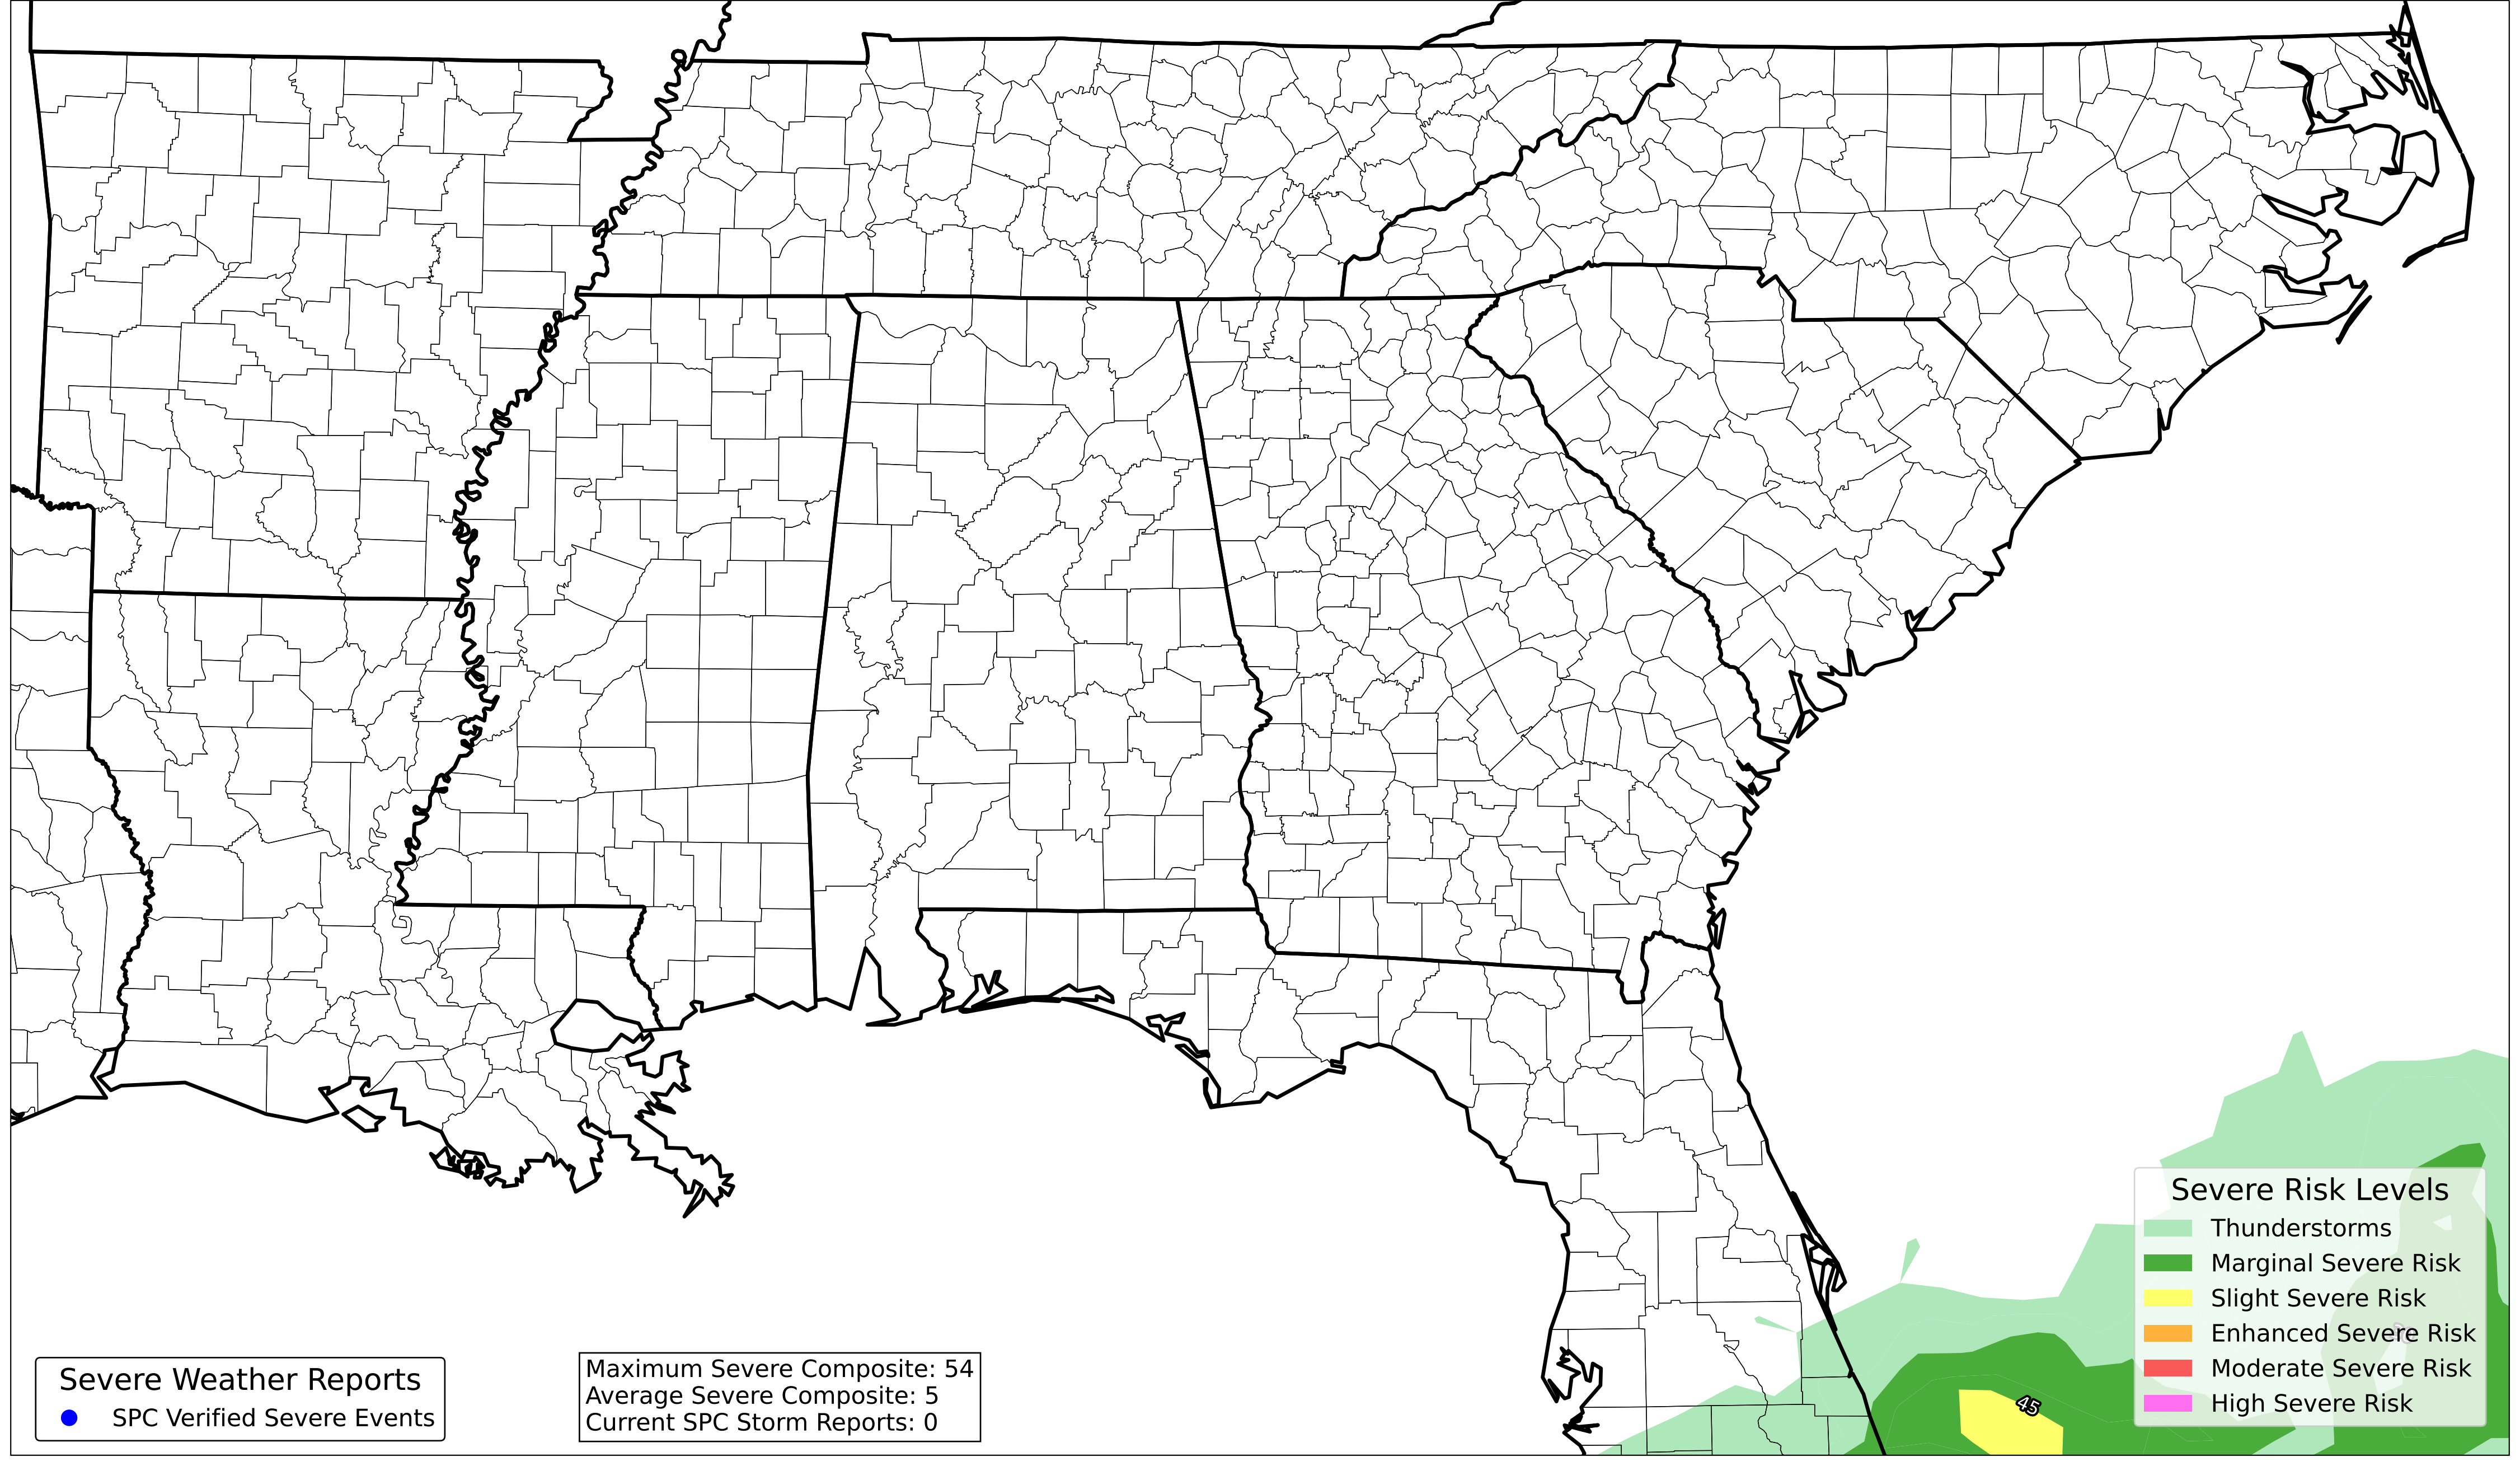 45
Severe Risk Levels
Thunderstorms
Marginal Severe Risk
Slight Severe Risk
Enhanced Severe Risk
Moderate Severe Risk
High Severe Risk
Severe Weather Reports
SPC Verified Severe Events
Maximum Severe Composite: 54
Average Severe Composite: 5
Current SPC Storm Reports: 0